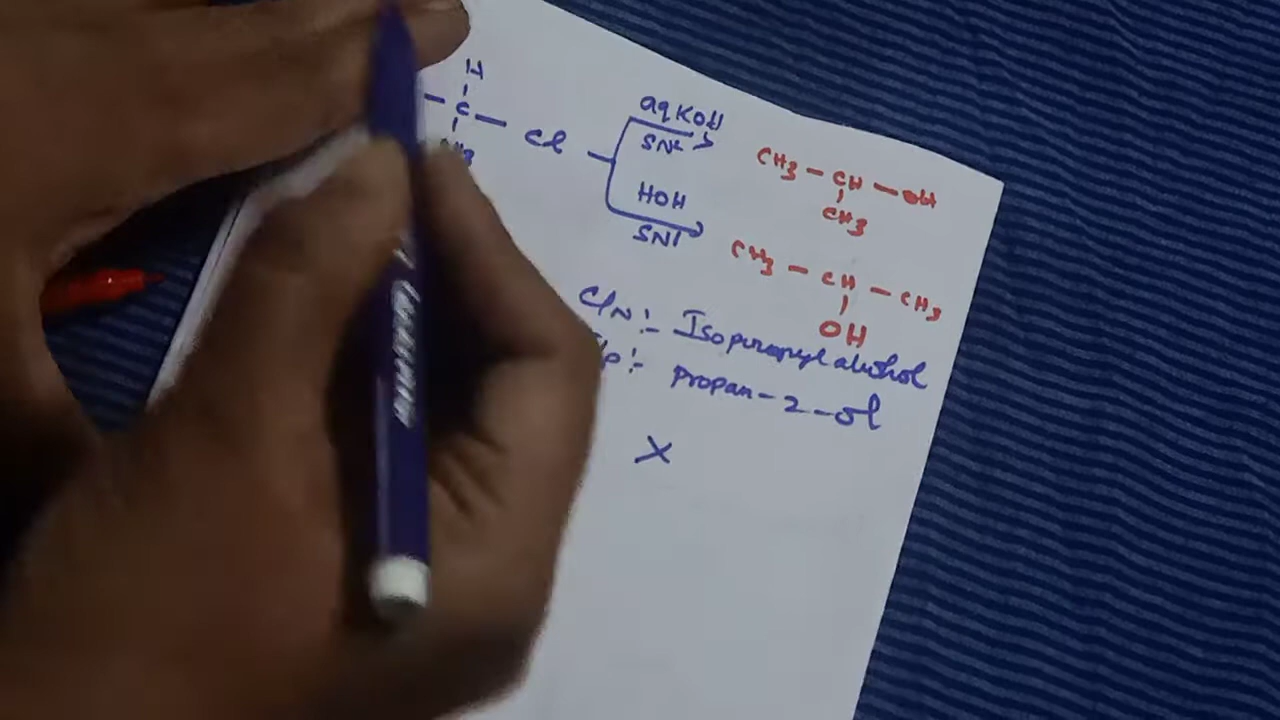 H
- C - Cl
aq KOH
SN2
CH3 - CH - OH
CH3
HOH
SN1
CH3 - CH - CH3
OH
CN:- Isopropyl alcohol
Propan-2-ol
X